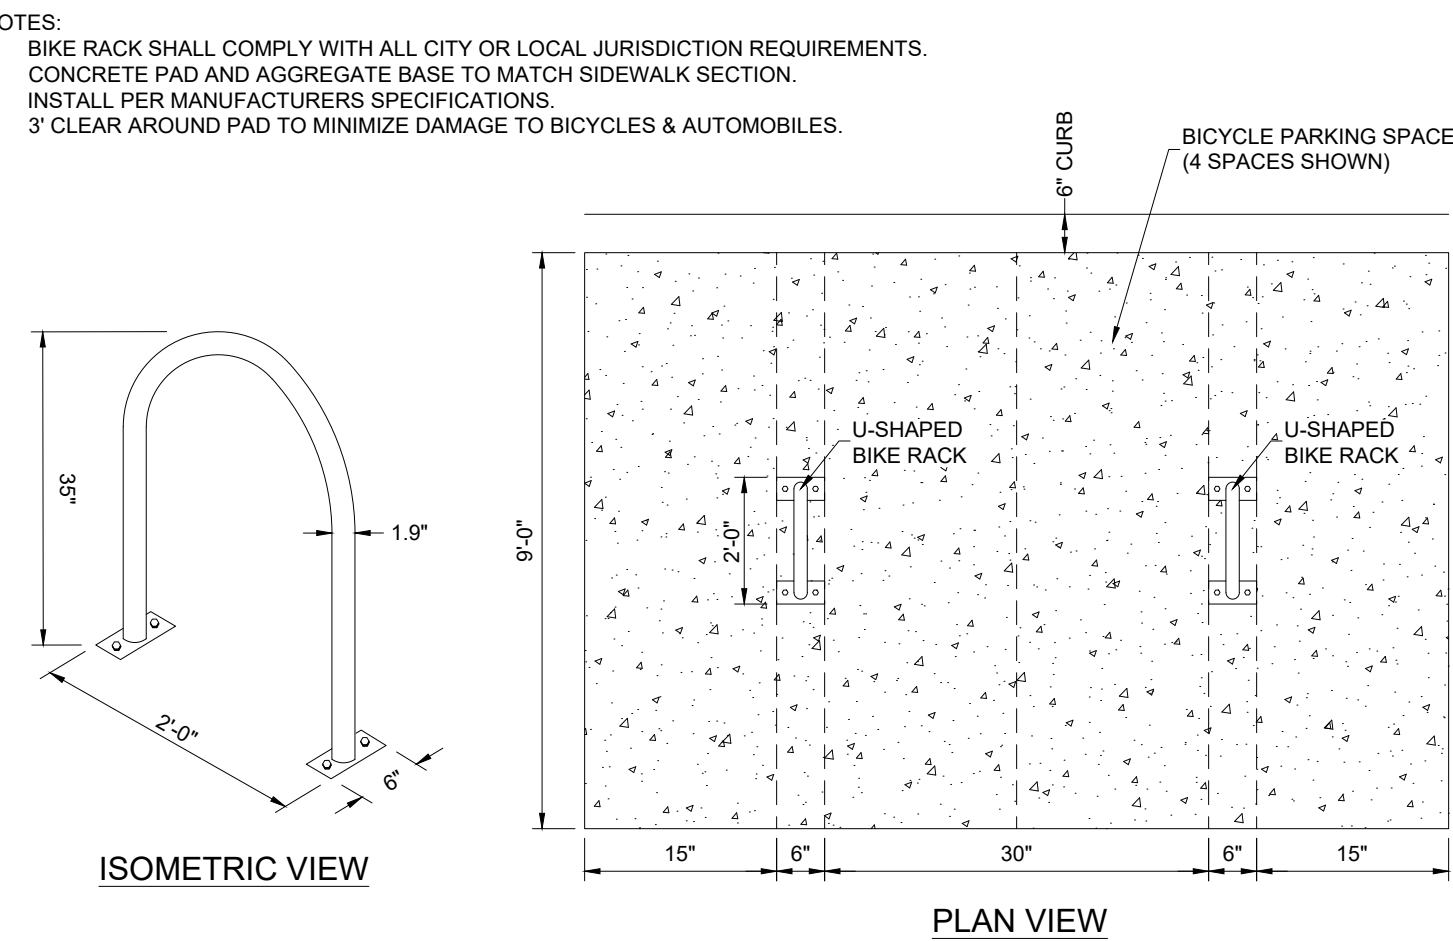 OTES:
BIKE RACK SHALL COMPLY WITH ALL CITY OR LOCAL JURISDICTION REQUIREMENTS.
CONCRETE PAD AND AGGREGATE BASE TO MATCH SIDEWALK SECTION.
INSTALL PER MANUFACTURERS SPECIFICATIONS.
3' CLEAR AROUND PAD TO MINIMIZE DAMAGE TO BICYCLES & AUTOMOBILES.
6" CURB
BICYCLE PARKING SPACE
(4 SPACES SHOWN)
35"
1.9"
2'-0"
6"
ISOMETRIC VIEW
9'-0"
U-SHAPED
BIKE RACK
2'-0"
U-SHAPED
BIKE RACK
15"
6"
30"
6"
15"
PLAN VIEW